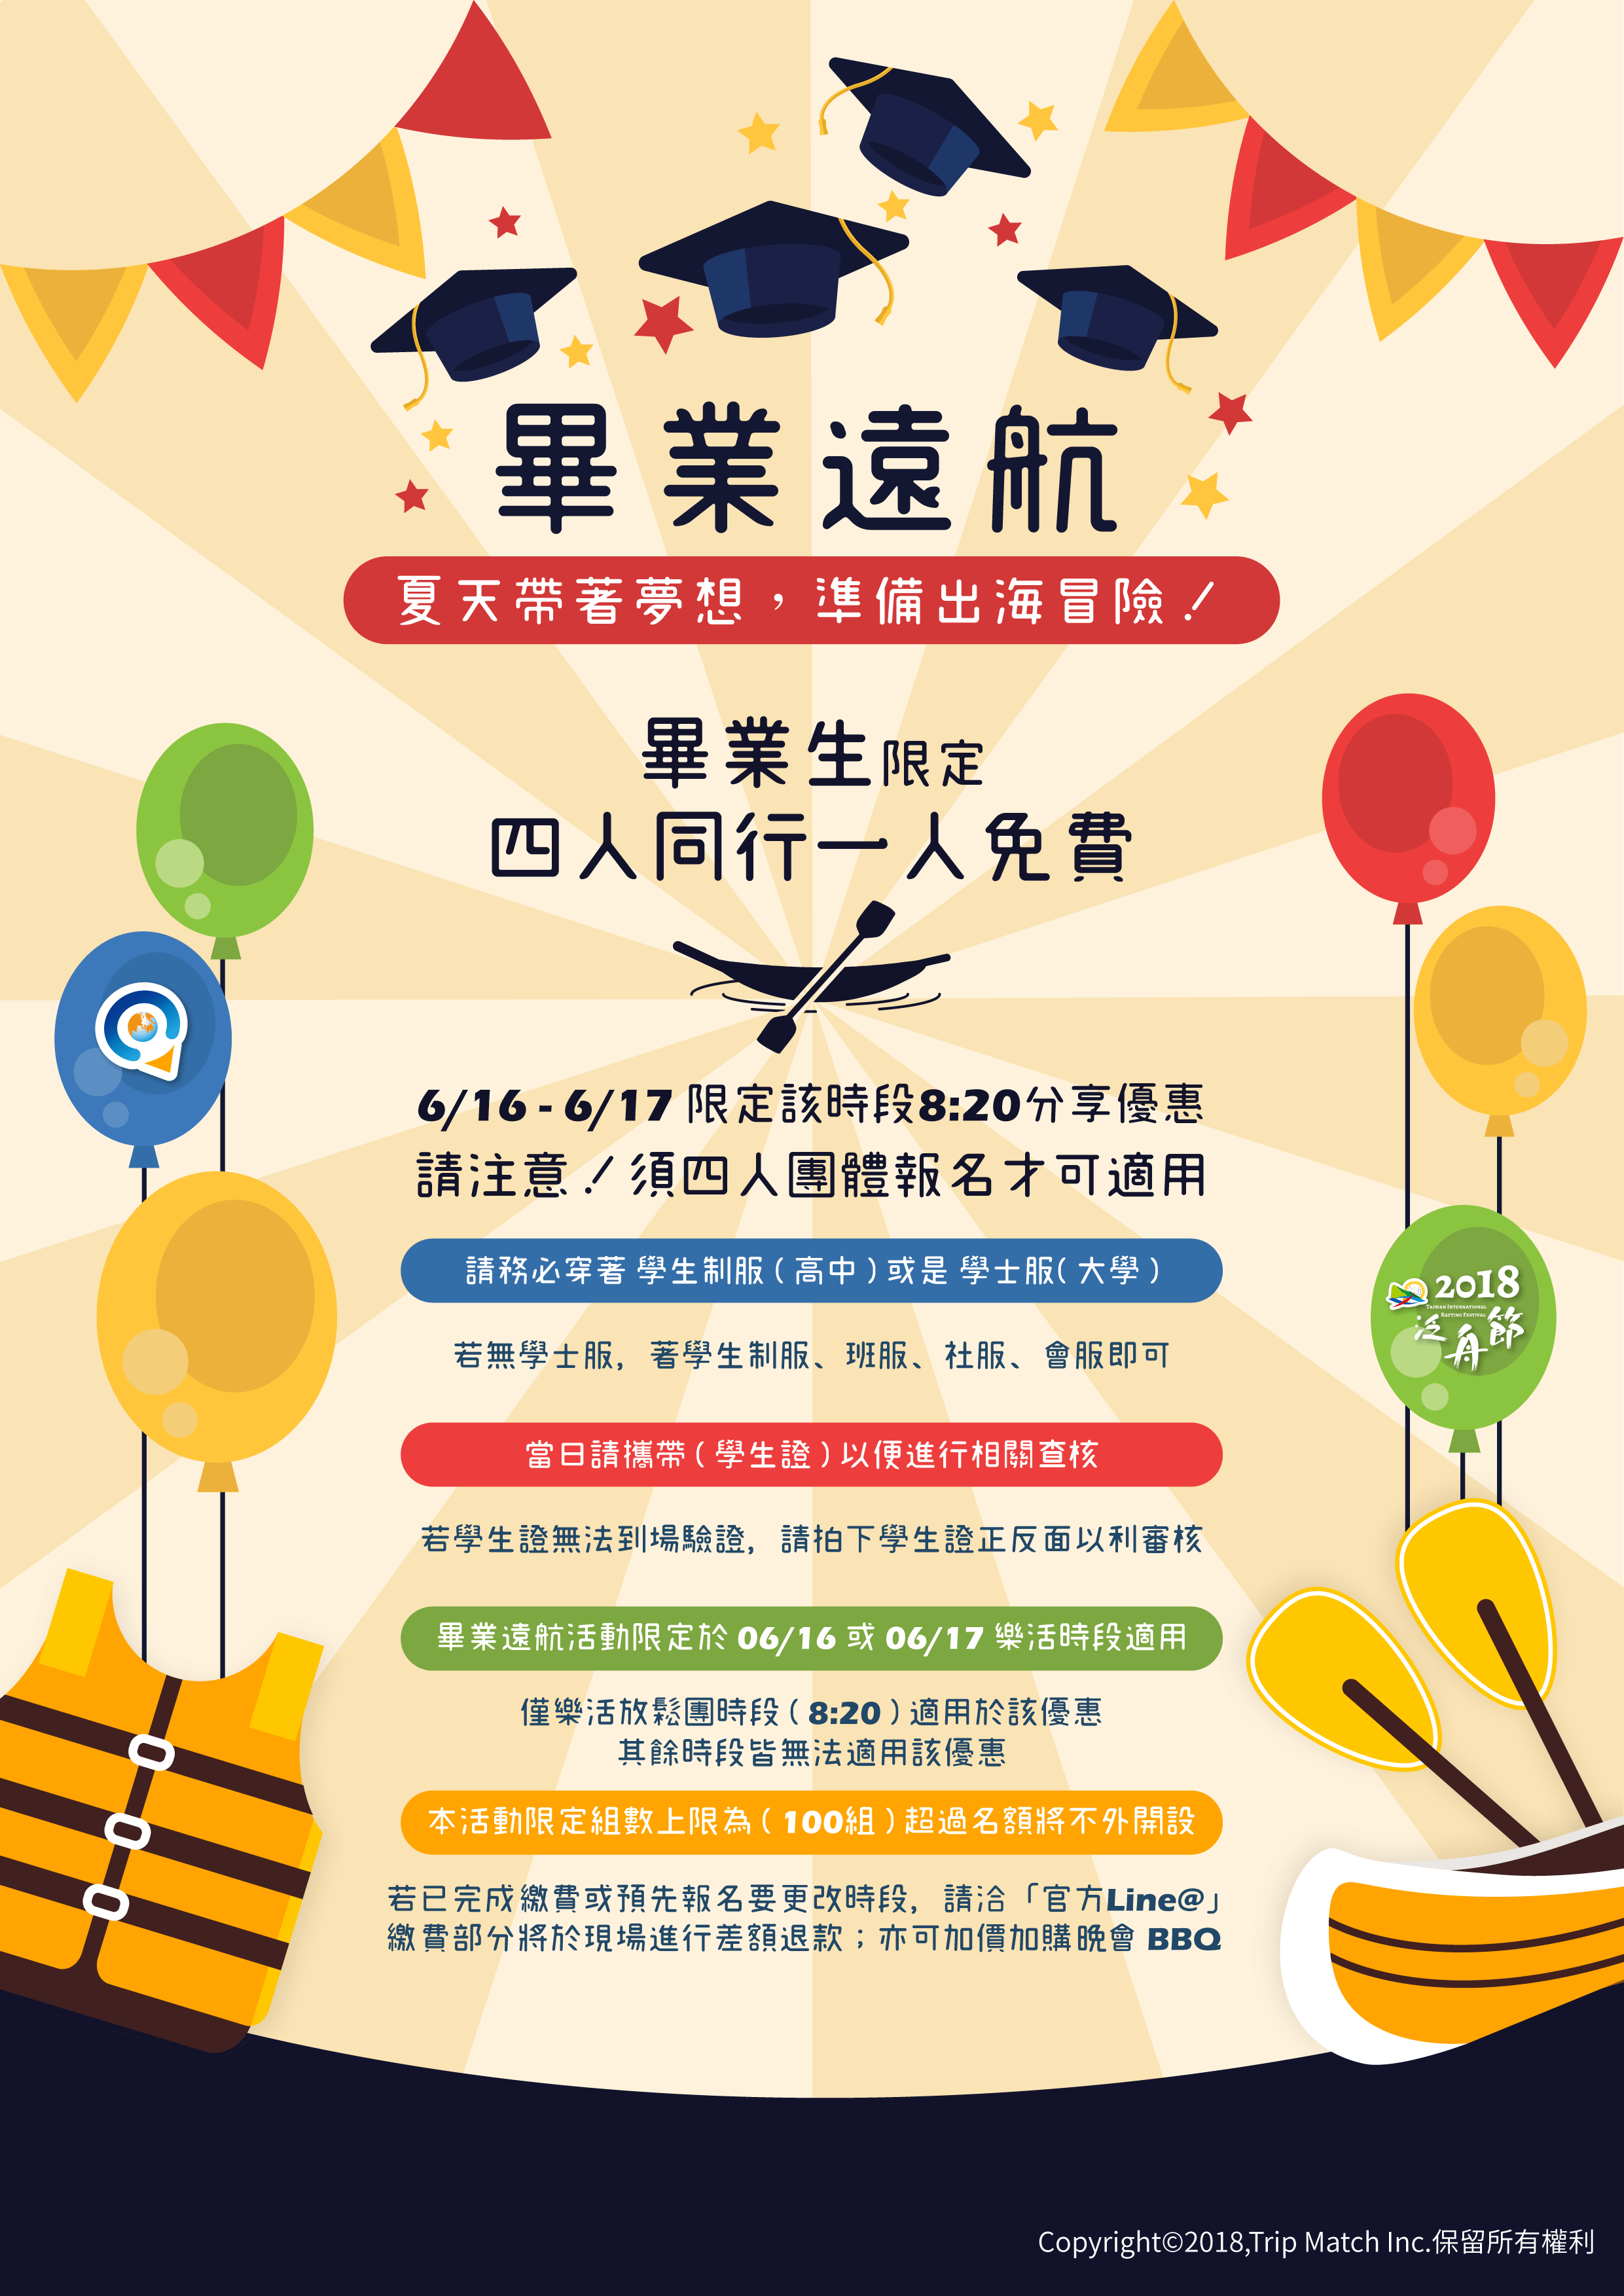 畢業遠航
夏天帶著夢想，準備出海冒險！
畢業生限定
四人同行一人免費
6/16 - 6/17 限定該時段8:20分享優惠
請注意！須四人團體報名才可適用
請務必穿著 學生制服（高中）或是 學士服（大學）
若無學士服，著學生制服、班服、社服、會服即可
2018
TAIWAN INTERNATIONAL
RAFTING FESTIVAL
泛舟節
當日請攜帶（學生證）以便進行相關查核
若學生證無法到場驗證，請拍下學生證正反面以利審核
畢業遠航活動限定於 06/16 或 06/17 樂活時段適用
僅樂活放鬆團時段（8:20）適用於該優惠
其餘時段皆無法適用該優惠
本活動限定組數上限為（100組）超過名額將不外開設
若已完成繳費或預先報名要更改時段，請洽「官方Line@」
繳費部分將於現場進行差額退款；亦可加價加購晚會 BBQ
Copyright©2018,Trip Match Inc.保留所有權利